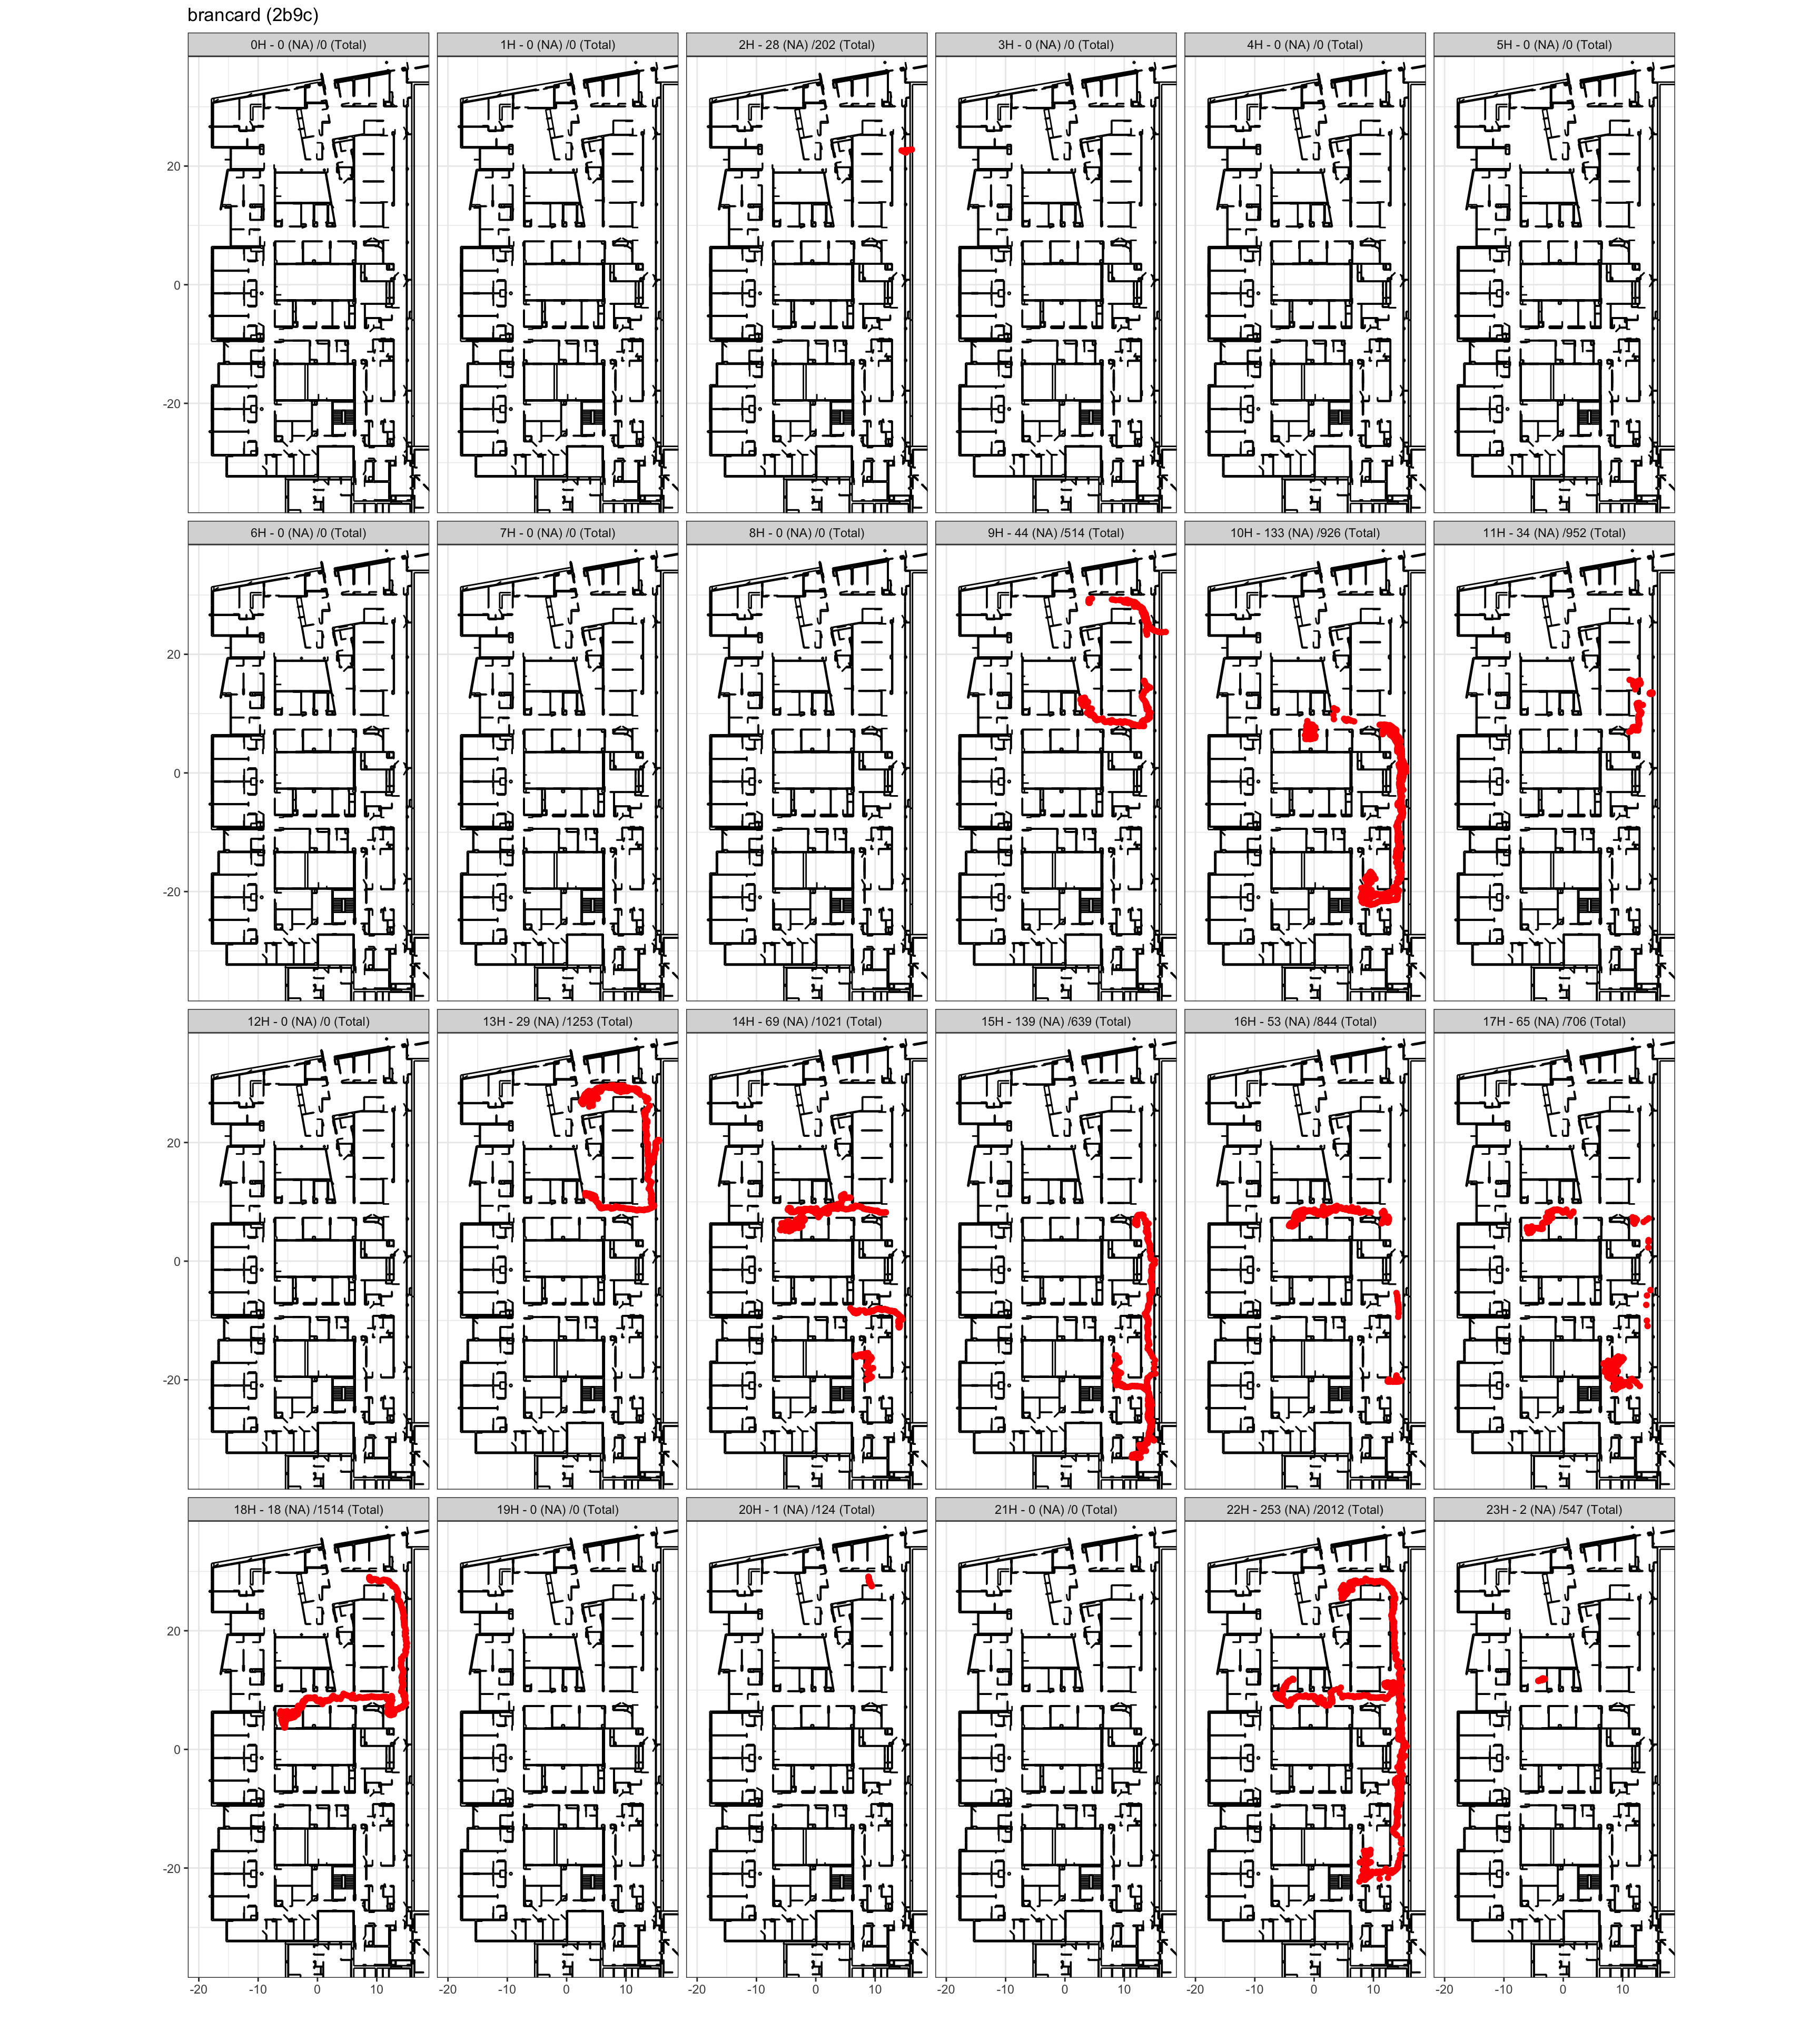 brancard (2b9c)
0H - 0 (NA) /0 (Total) 1H - 0 (NA) /0 (Total) 2H - 28 (NA) /202 (Total) 3H - 0 (NA) /0 (Total) 4H - 0 (NA) /0 (Total) 5H - 0 (NA) /0 (Total)
20
0
-20
6H - 0 (NA) /0 (Total) 7H - 0 (NA) /0 (Total) 8H - 0 (NA) /0 (Total) 9H - 44 (NA) /514 (Total) 10H - 133 (NA) /926 (Total) 11H - 34 (NA) /952 (Total)
20
0
-20
12H - 0 (NA) /0 (Total) 13H - 29 (NA) /1253 (Total) 14H - 69 (NA) /1021 (Total) 15H - 139 (NA) /639 (Total) 16H - 53 (NA) /844 (Total) 17H - 65 (NA) /706 (Total)
20
0
-20
18H - 18 (NA) /1514 (Total) 19H - 0 (NA) /0 (Total) 20H - 1 (NA) /124 (Total) 21H - 0 (NA) /0 (Total) 22H - 253 (NA) /2012 (Total) 23H - 2 (NA) /547 (Total)
20
0
-20
-20 -10 0 10 -20 -10 0 10 -20 -10 0 10 -20 -10 0 10 -20 -10 0 10 -20 -10 0 10